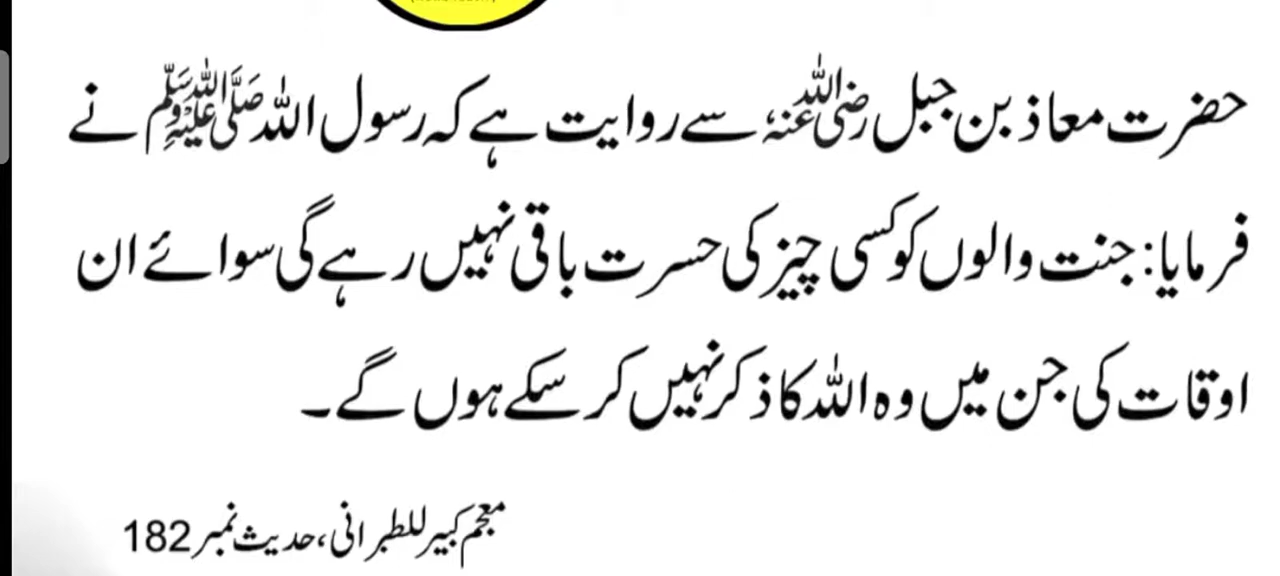 حضرت معاذ بن جبل رضی اللہ عنہ سے روایت ہے کہ رسول اللہ صلی اللہ علیہ وسلم نے
فرمایا: جنت والوں کو کسی چیز کی حسرت باقی نہیں رہے گی سوائے ان
اوقات کی جن میں وہ اللہ کا ذکر نہیں کر سکے ہوں گے۔
معجم کبیر للطبرانی، حدیث نمبر 182